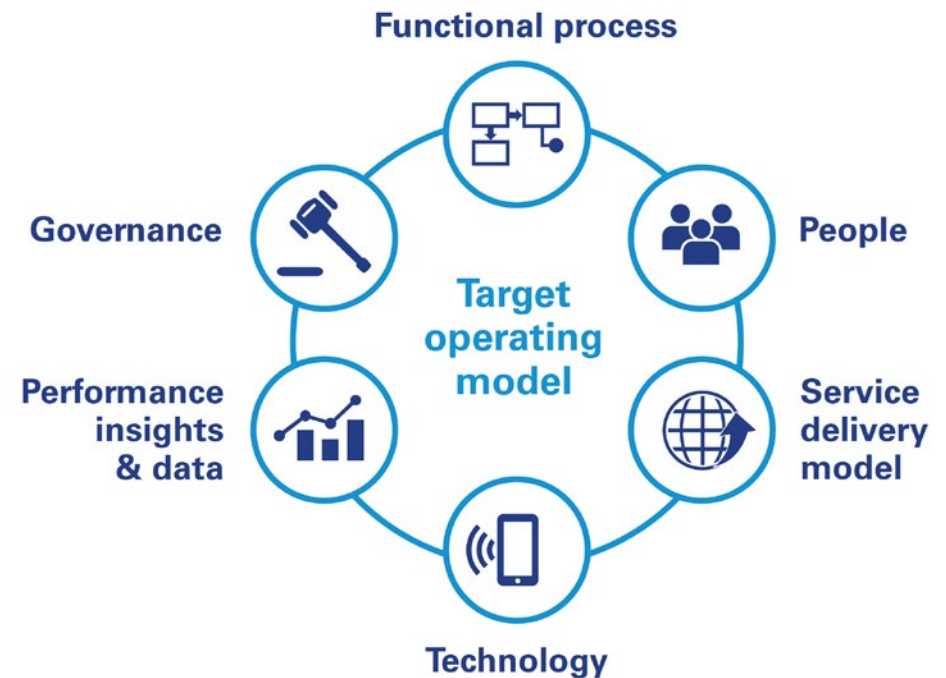 Functional process
Governance
People
Target
operating
model
Performance
insights
& data
Service
delivery
model
Technology